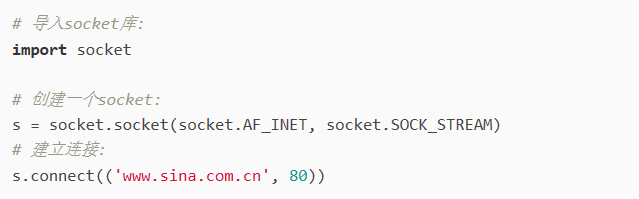 # 导入socket库:
import socket
# 创建一个socket:
s = socket.socket(socket.AF_INET, socket.SOCK_STREAM)
# 建立连接:
s.connect(('www.sina.com.cn', 80))